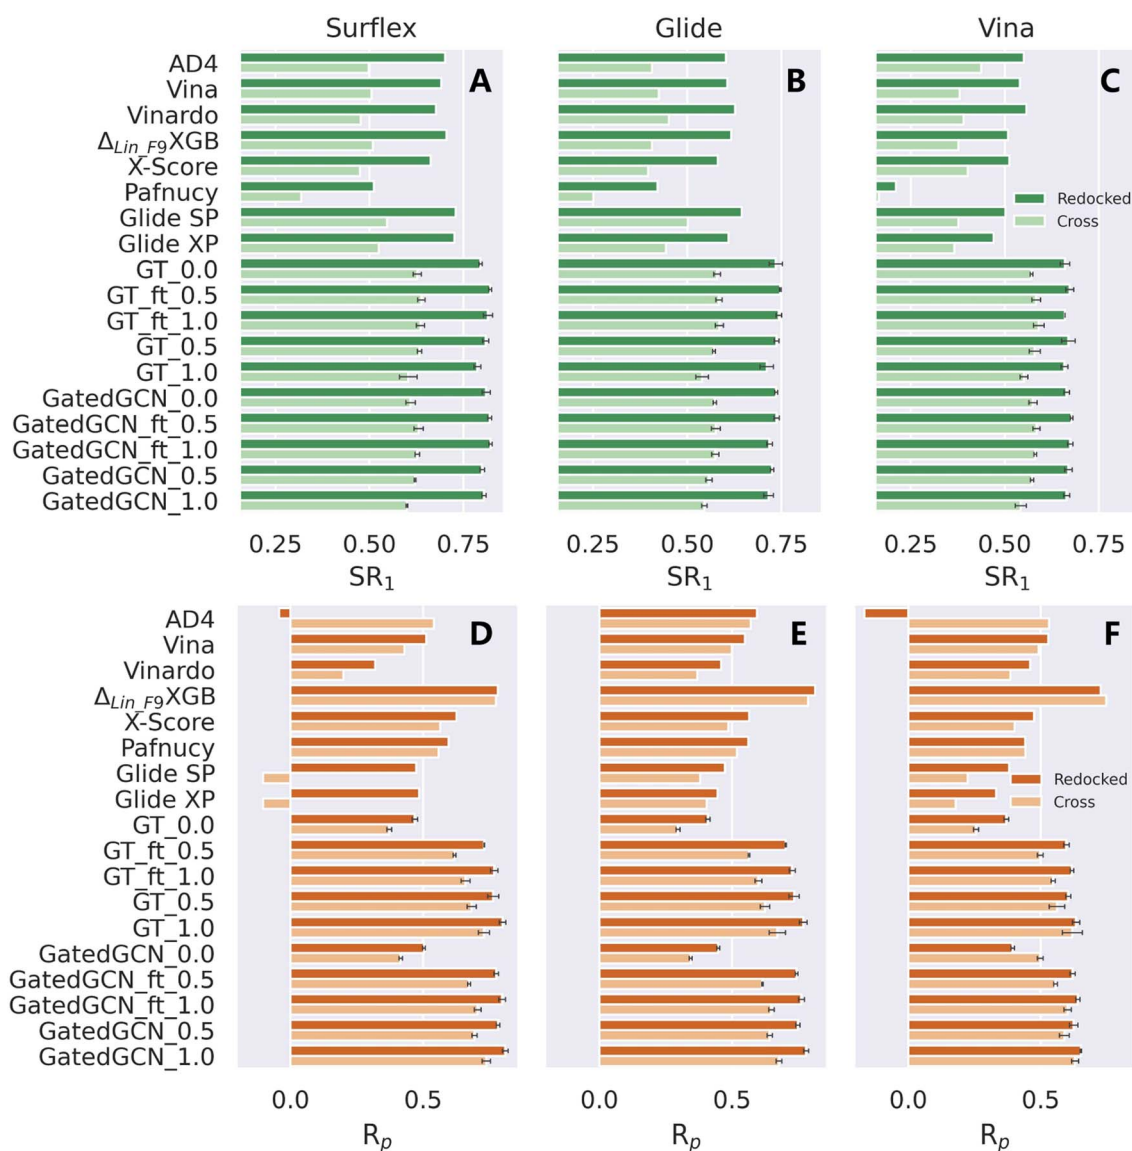 Surflex Glide Vina
A B C
AD4
Vina
Vinardo
Δ_Lin_F9XGB
X-Score
Pafnucy
Glide SP
Glide XP
GT_0.0
GT_ft_0.5
GT_ft_1.0
GT_0.5
GT_1.0
GatedGCN_0.0
GatedGCN_ft_0.5
GatedGCN_ft_1.0
GatedGCN_0.5
GatedGCN_1.0
Redocked
Cross
0.25 0.50 0.75 0.25 0.50 0.75 0.25 0.50 0.75
SR₁ SR₁ SR₁
D E F
AD4
Vina
Vinardo
Δ_Lin_F9XGB
X-Score
Pafnucy
Glide SP
Glide XP
GT_0.0
GT_ft_0.5
GT_ft_1.0
GT_0.5
GT_1.0
GatedGCN_0.0
GatedGCN_ft_0.5
GatedGCN_ft_1.0
GatedGCN_0.5
GatedGCN_1.0
Redocked
Cross
0.0 0.5 0.0 0.5 0.0 0.5
Rₚ Rₚ Rₚ